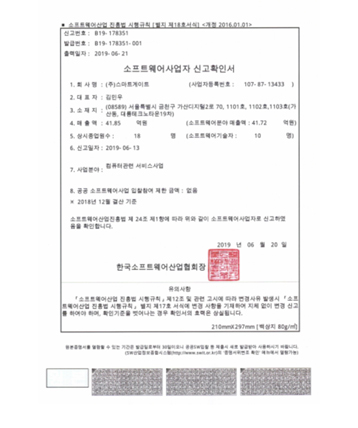 ★ 소프트웨어산업 진흥법 시행규칙 [별지 제18호서식] <개정 2016.01.01>
신고번호 : B19-178351
발급번호 : B19-178351-001
출력일자 : 2019-06-21
소프트웨어사업자 신고확인서
1. 회 사 명 : (주)스마트게이트 (사업자등록번호 : 107-87-13433 )
2. 대 표 자 : 김민우
3. 소 재 지 : (08589) 서울특별시 금천구 가산디지털2로 70, 1101호, 1102호,1103호(가
산동, 대륭테크노타운19차)
4. 매 출 액 : 41.85 억원 (소프트웨어분야 매출액 : 41.72 억원)
5. 상시종업원수 : 18 명 (소프트웨어기술자 : 10 명)
6. 신고일자 : 2019-06-13
7. 사업분야 : 컴퓨터관련 서비스사업
8. 공공 소프트웨어사업 입찰참여 제한 금액 : 없음
※ 2018년 12월 결산 기준
소프트웨어산업진흥법 제 24조 제1항에 따라 위와 같이 소프트웨어사업자로 신고하였
음을 확인합니다.
2019 년 06 월 20 일
한국소프트웨어산업협회장
유의사항
「소프트웨어산업 진흥법 시행규칙」제12조 및 관련 고시에 따라 변경사유 발생시 「소프
트웨어산업 진흥법 시행규칙」별지 제17호 서식에 변경 사항을 기재하여 지체 없이 변경 신고
를 하여야 하며, 확인기준을 벗어나는 경우 확인서의 효력은 상실됩니다.
210mm×297mm [백상지 80g/㎡]